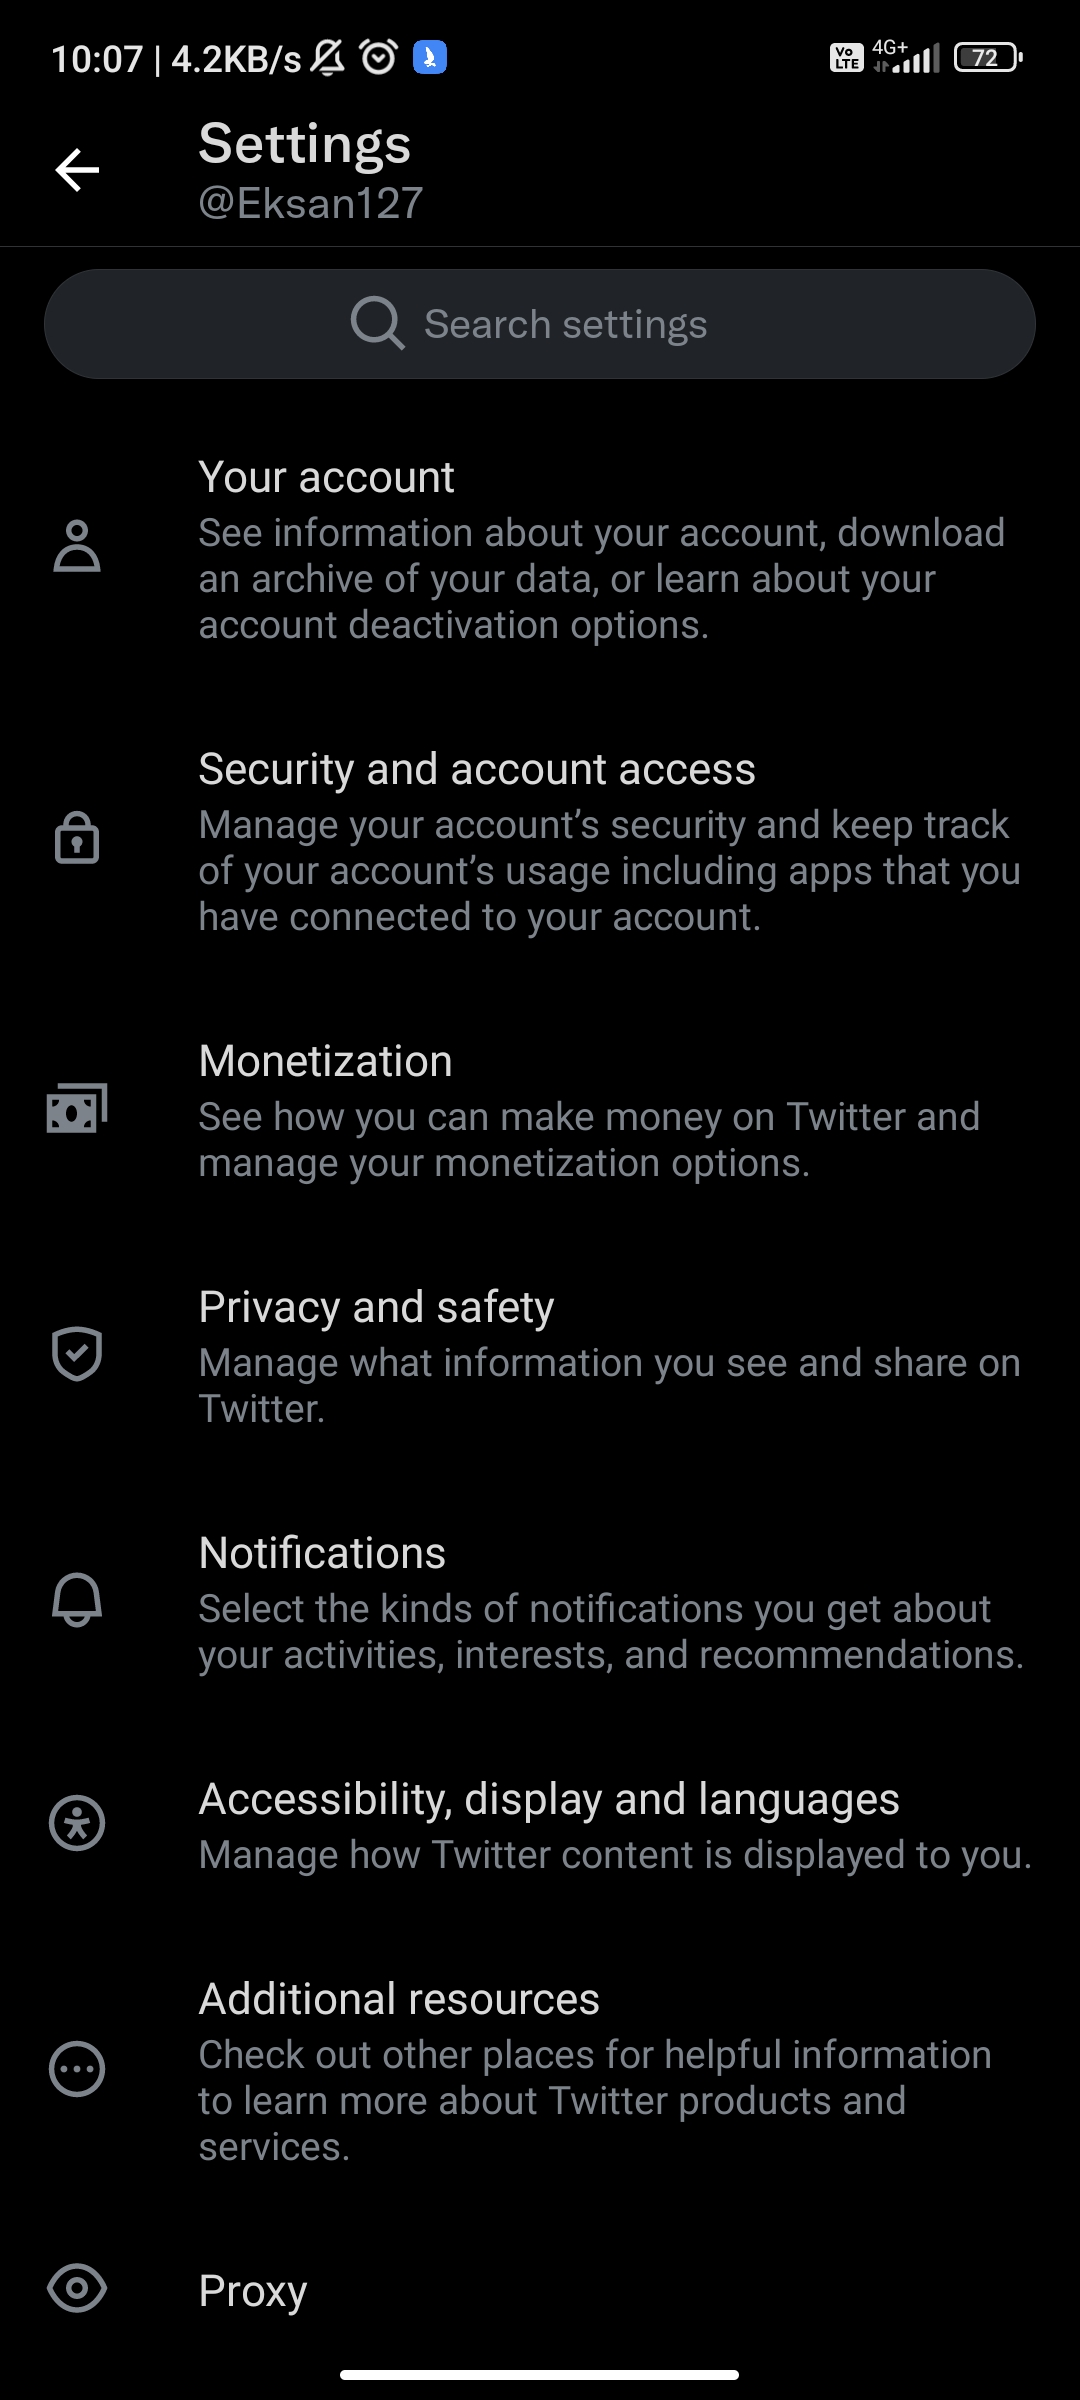 10:07 | 4.2KB/s
Vo LTE 4G+ 72
Settings
@Eksan127
Search settings
Your account
See information about your account, download
an archive of your data, or learn about your
account deactivation options.
Security and account access
Manage your account’s security and keep track
of your account’s usage including apps that you
have connected to your account.
Monetization
See how you can make money on Twitter and
manage your monetization options.
Privacy and safety
Manage what information you see and share on
Twitter.
Notifications
Select the kinds of notifications you get about
your activities, interests, and recommendations.
Accessibility, display and languages
Manage how Twitter content is displayed to you.
Additional resources
Check out other places for helpful information
to learn more about Twitter products and
services.
Proxy